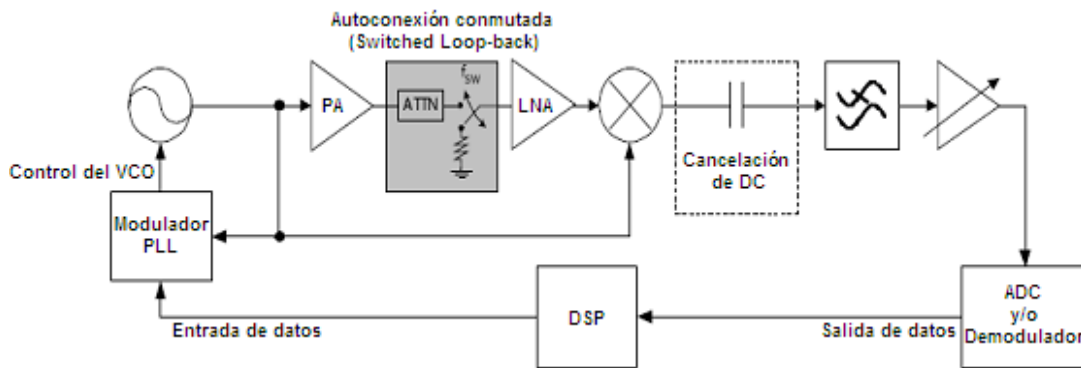 Autoconexión conmutada
(Switched Loop-back)
fSW
PA
ATTN
LNA
Control del VCO
Cancelación
de DC
Modulador
PLL
ADC
y/o
Demodulador
DSP
Entrada de datos
Salida de datos